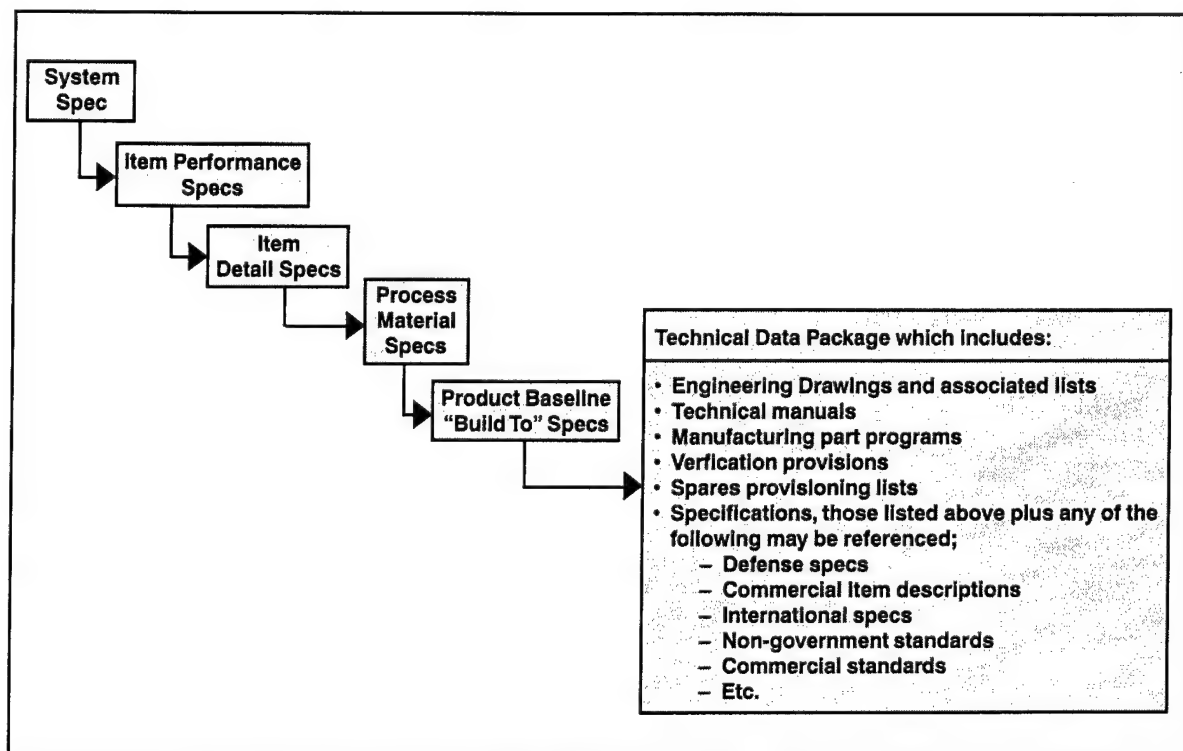 System
Spec
Item Performance
Specs
Item
Detail Specs
Process
Material
Specs
Product Baseline
“Build To” Specs
Technical Data Package which includes:
• Engineering Drawings and associated lists
• Technical manuals
• Manufacturing part programs
• Verfication provisions
• Spares provisioning lists
• Specifications, those listed above plus any of the
following may be referenced;
– Defense specs
– Commercial item descriptions
– International specs
– Non-government standards
– Commercial standards
– Etc.